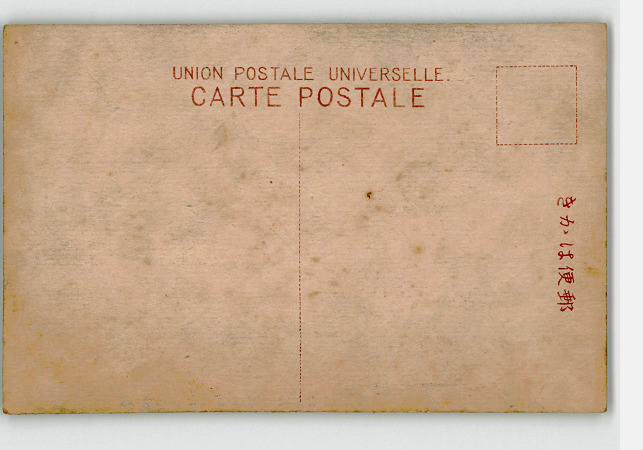 UNION POSTALE UNIVERSELLE.
CARTE POSTALE
きかは便郵